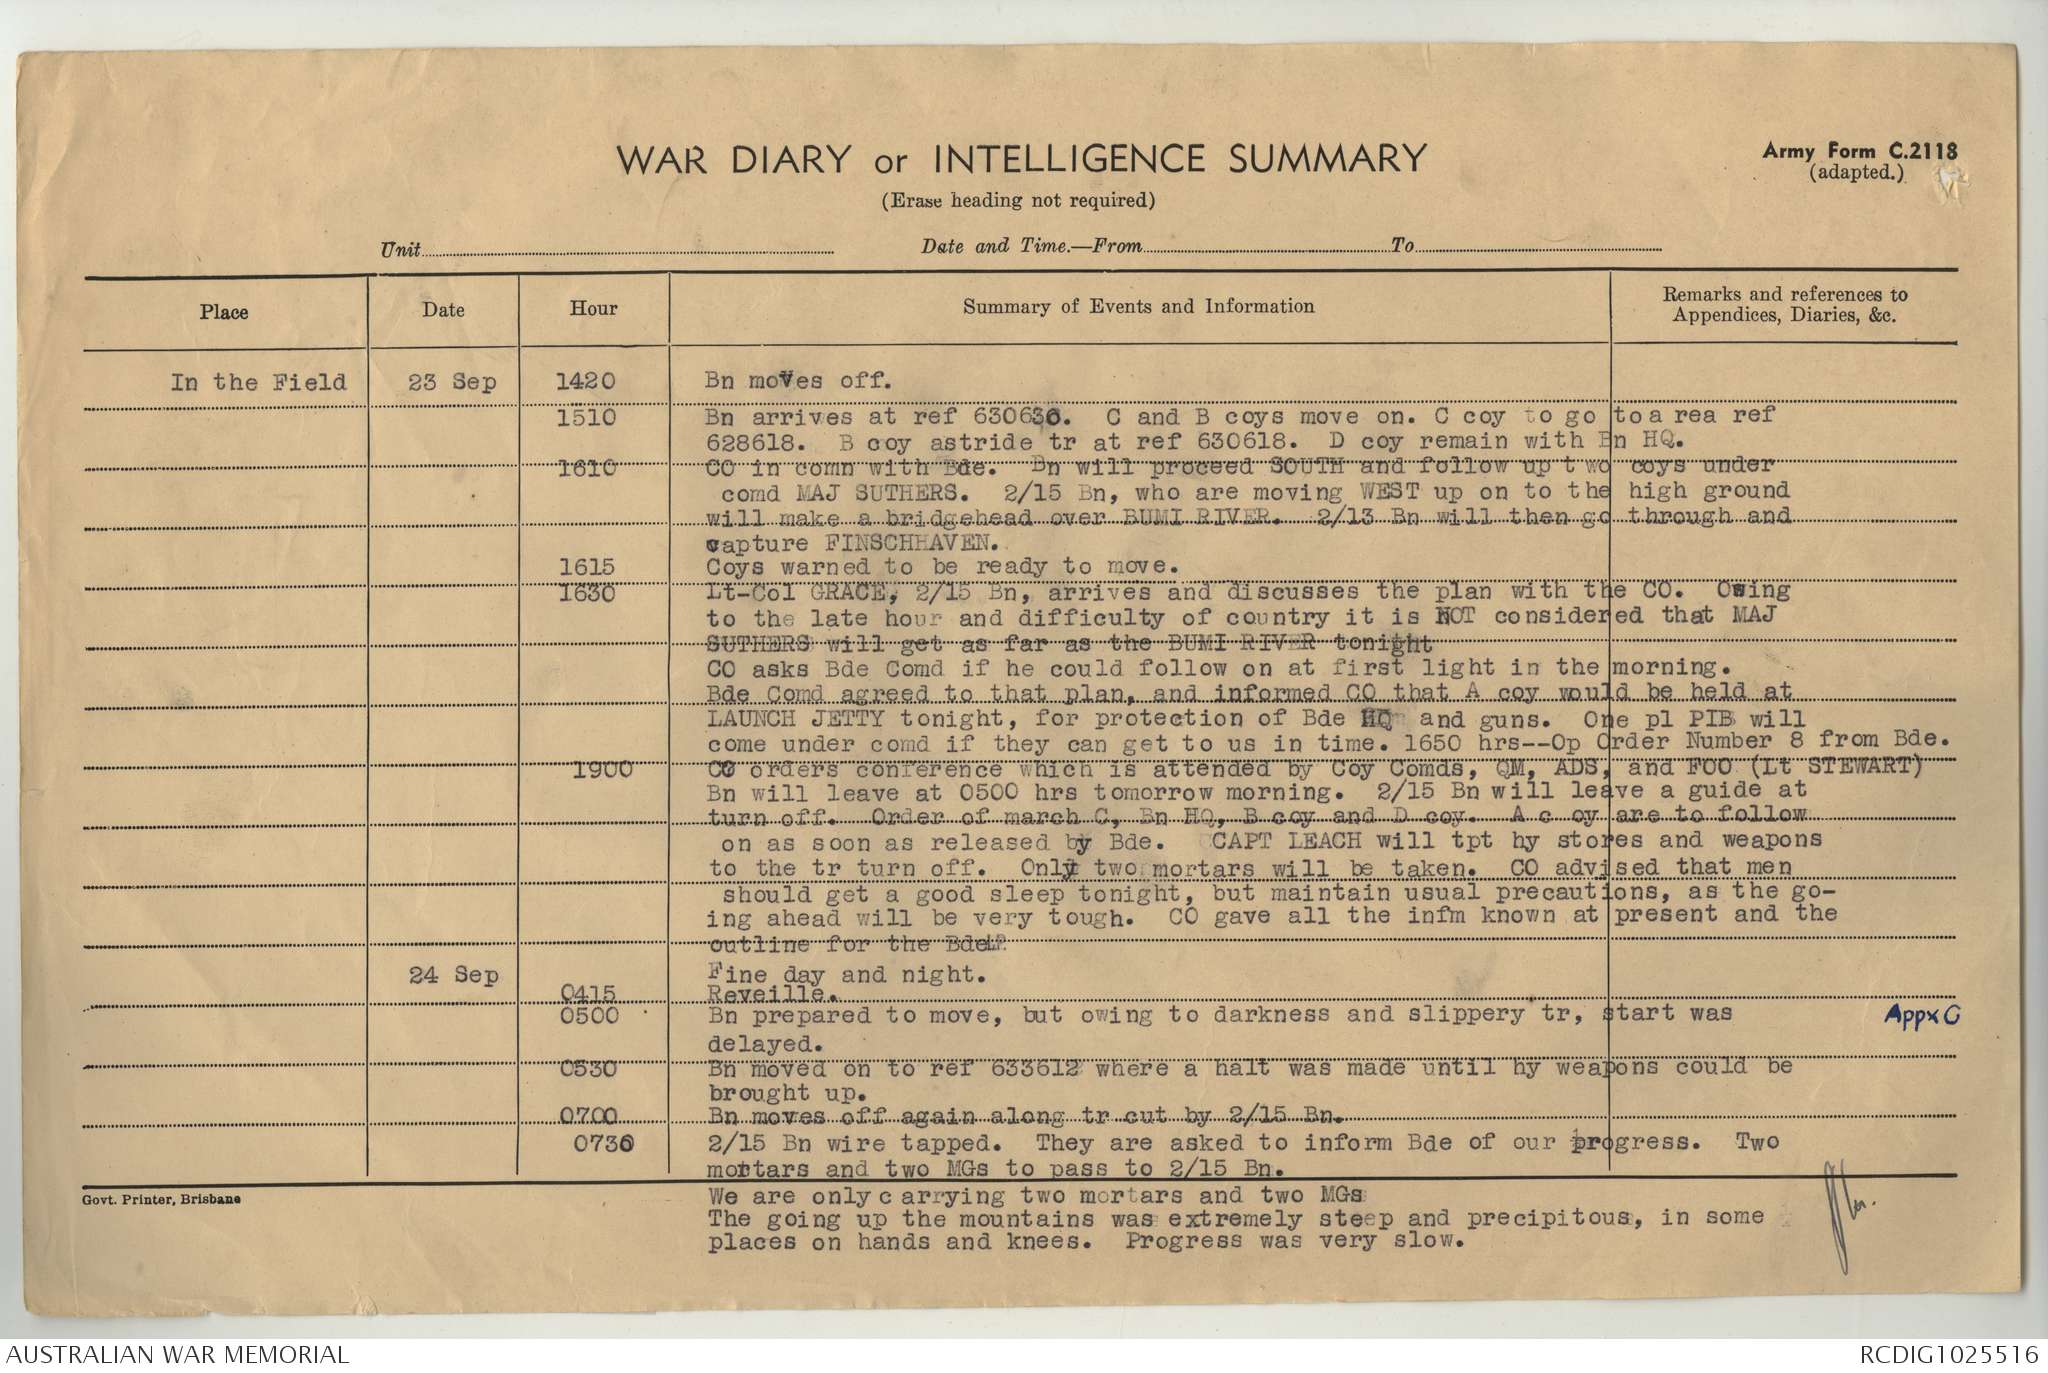 WAR DIARY or INTELLIGENCE SUMMARY
(Erase heading not required)
Army Form C.2118
(adapted.)
Unit
Date and Time.—From
To
Place
Date
Hour
Summary of Events and Information
Remarks and references to
Appendices, Diaries, &c.
In the Field 23 Sep 1420 Bn moves off.
1510 Bn arrives at ref 630630. C and B coys move on. C coy to go to a rea ref
628618. B coy astride tr at ref 630618. D coy remain with Bn HQ.
1610 CO in comn with Bde. Bn will proceed SOUTH and follow up two coys under
comd MAJ SUTHERS. 2/15 Bn, who are moving WEST up on to the high ground
will make a bridgehead over BUMI RIVER. 2/13 Bn will then go through and
capture FINSCHHAVEN.
1615 Coys warned to be ready to move.
1630 Lt-Col GRACE, 2/15 Bn, arrives and discusses the plan with the CO. Owing
to the late hour and difficulty of country it is NOT considered that MAJ
SUTHERS will get as far as the BUMI RIVER tonight
CO asks Bde Comd if he could follow on at first light in the morning.
Bde Comd agreed to that plan, and informed CO that A coy would be held at
LAUNCH JETTY tonight, for protection of Bde HQ and guns. One pl PIB will
come under comd if they can get to us in time. 1650 hrs--Op Order Number 8 from Bde.
1900 CO orders conference which is attended by Coy Comds, QM, ADS, and FOO (Lt STEWART)
Bn will leave at 0500 hrs tomorrow morning. 2/15 Bn will leave a guide at
turn off. Order of march C, Bn HQ, B coy and D coy. A c oy are to follow
on as soon as released by Bde. CAPT LEACH will tpt hy stores and weapons
to the tr turn off. Only two mortars will be taken. CO advised that men
should get a good sleep tonight, but maintain usual precautions, as the go-
ing ahead will be very tough. CO gave all the infm known at present and the
outline for the Bde
24 Sep Fine day and night.
0415 Reveille.
0500 Bn prepared to move, but owing to darkness and slippery tr, start was Appx C
delayed.
0530 Bn moved on to ref 633612 where a halt was made until hy weapons could be
brought up.
0700 Bn moves off again along tr cut by 2/15 Bn.
0730 2/15 Bn wire tapped. They are asked to inform Bde of our progress. Two
mortars and two MGs to pass to 2/15 Bn.
We are only c arrying two mortars and two MGs
The going up the mountains was extremely steep and precipitous, in some
places on hands and knees. Progress was very slow.
Govt. Printer, Brisbane
AUSTRALIAN WAR MEMORIAL
RCDIG1025516